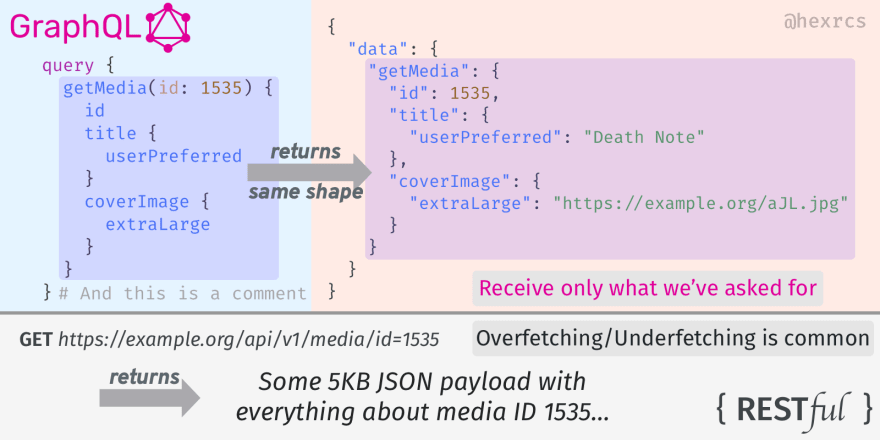 GraphQL
query {
getMedia(id: 1535) {
id
title {
userPreferred
}
coverImage {
extraLarge
}
}
} # And this is a comment
returns
same shape
@hexrcs
{
"data": {
"getMedia": {
"id": 1535,
"title": {
"userPreferred": "Death Note"
},
"coverImage": {
"extraLarge": "https://example.org/aJL.jpg"
}
}
}
}
Receive only what we've asked for
GET https://example.org/api/v1/media/id=1535
Overfetching/Underfetching is common
returns
Some 5KB JSON payload with
everything about media ID 1535...
{ RESTful }